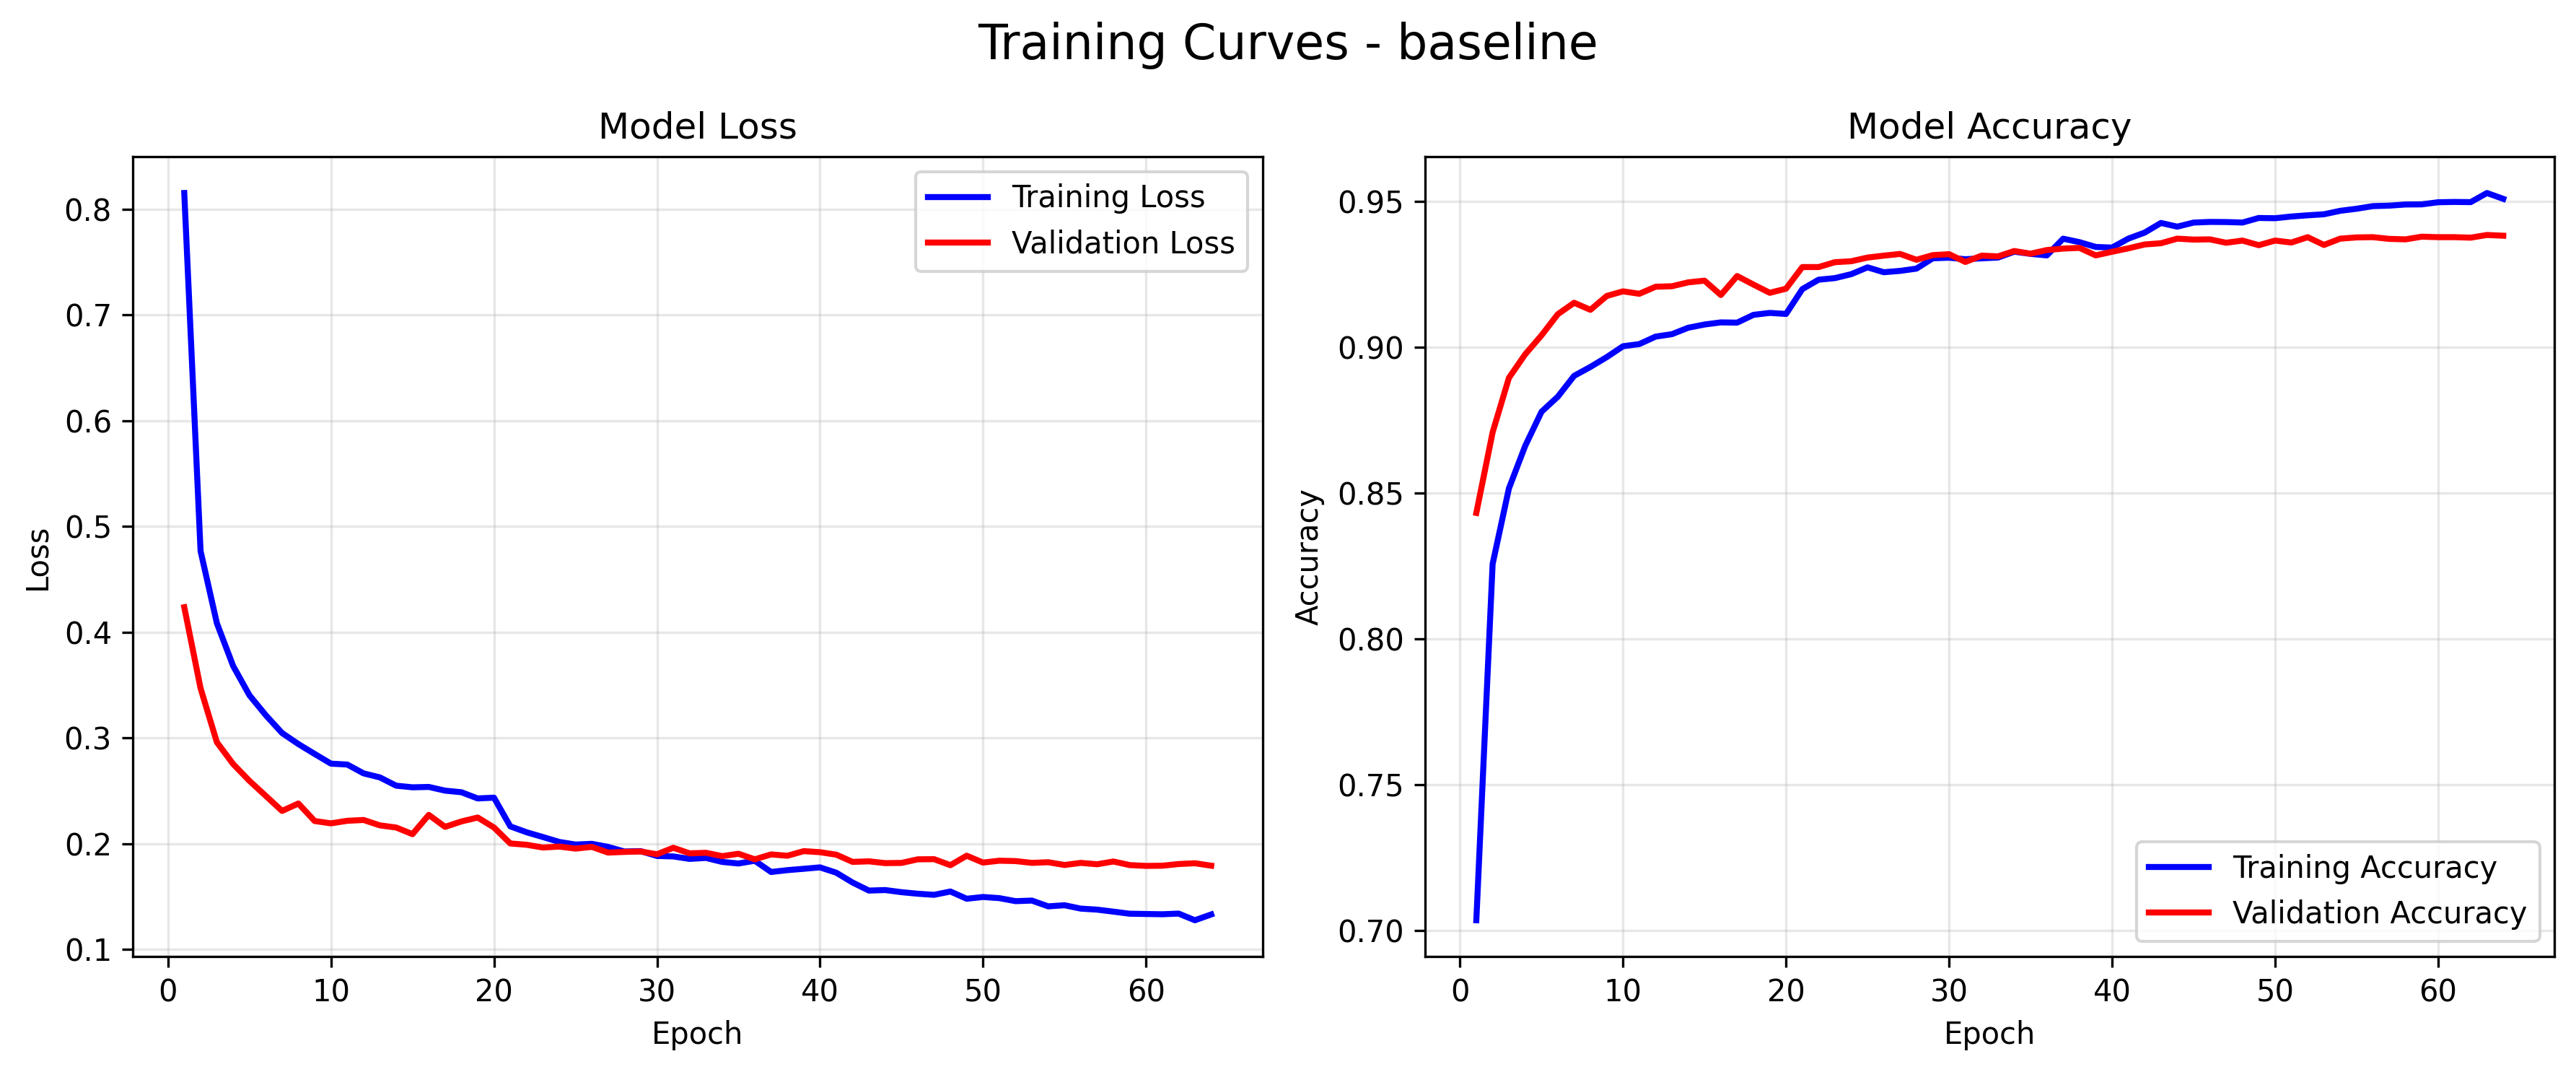 Training Curves - baseline
Model Loss
Training Loss
Validation Loss
Loss
0.8
0.7
0.6
0.5
0.4
0.3
0.2
0.1
0 10 20 30 40 50 60
Epoch
Model Accuracy
Accuracy
0.95
0.90
0.85
0.80
0.75
0.70
Training Accuracy
Validation Accuracy
0 10 20 30 40 50 60
Epoch